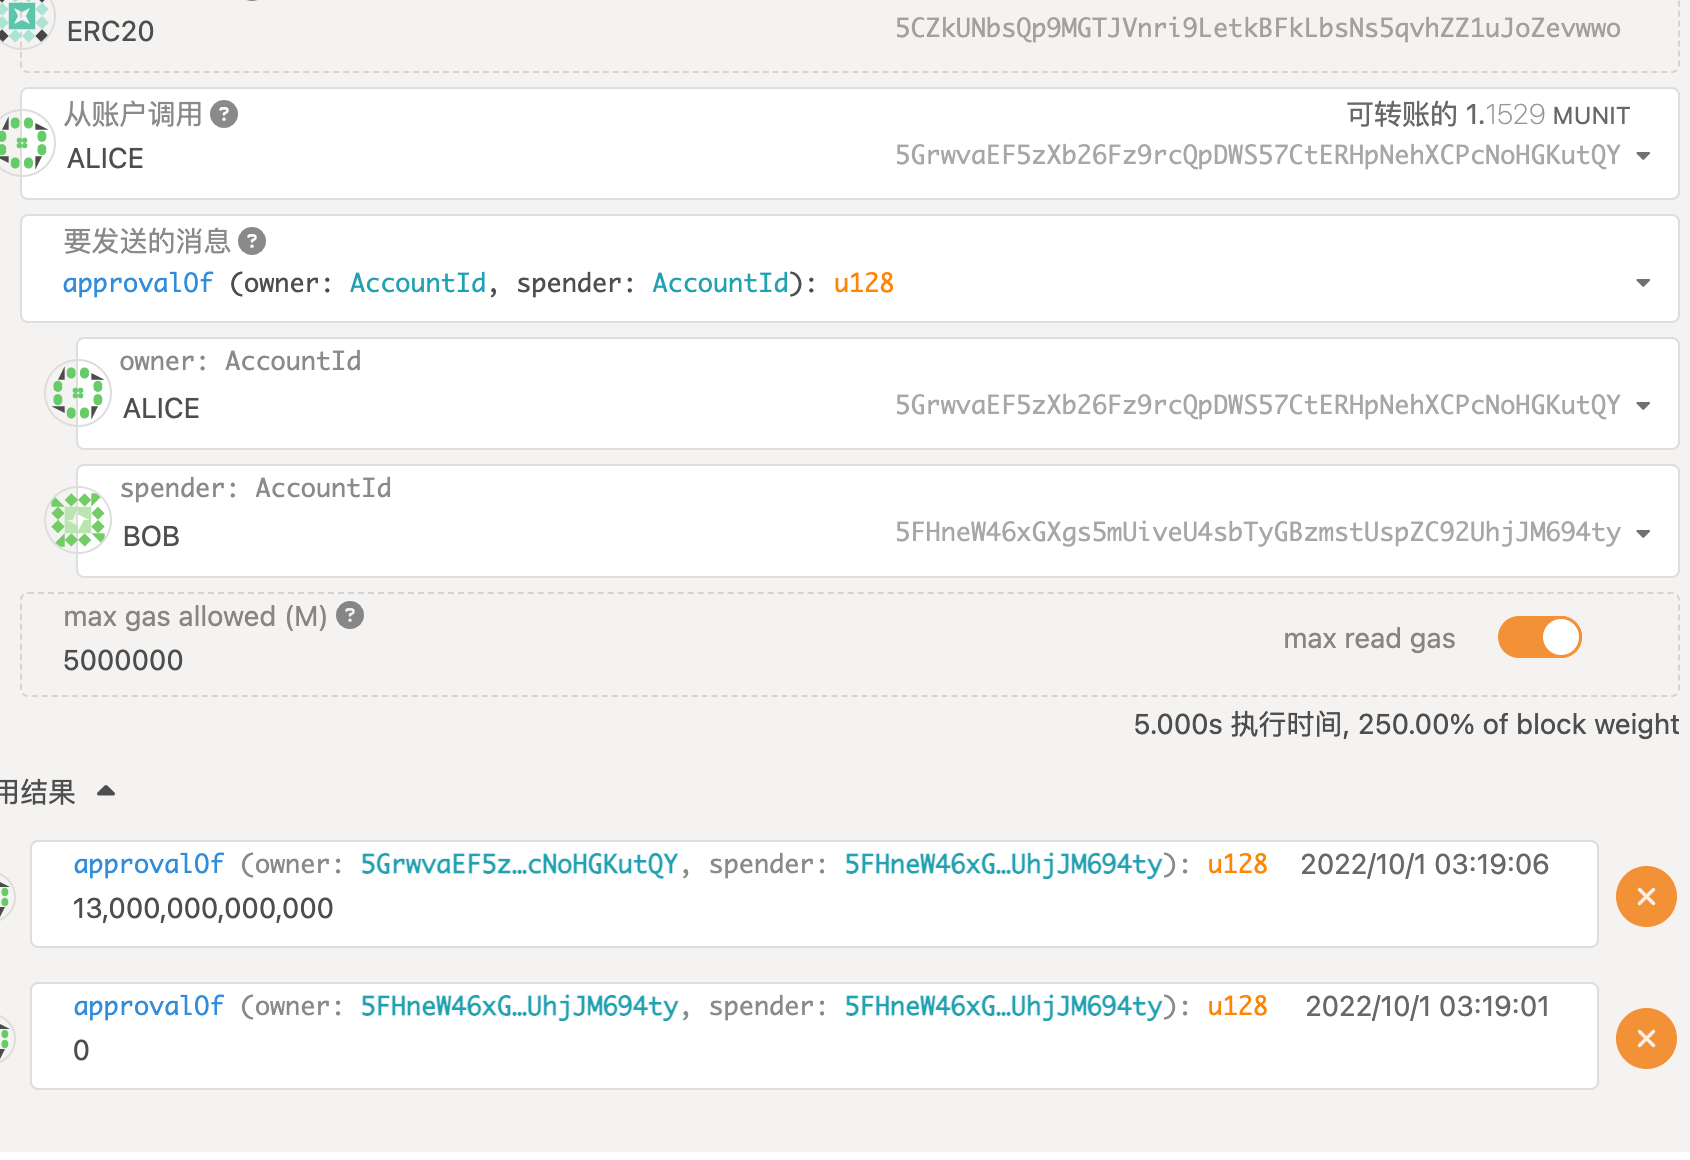 ERC20 5CZkUNbsQp9MGTJVnri9LetkBFkLbsNs5qvhZZ1uJoZevwwo
从账户调用 ? 可转账的 1.1529 MUNIT
ALICE 5GrwvaEF5zXb26Fz9rcQpDWS57CtERHpNehXCPcNoHGKutQY
要发送的消息 ?
approvalOf (owner: AccountId, spender: AccountId): u128
owner: AccountId
ALICE 5GrwvaEF5zXb26Fz9rcQpDWS57CtERHpNehXCPcNoHGKutQY
spender: AccountId
BOB 5FHneW46xGXgs5mUiveU4sbTyGBzmstUspZC92UhjJM694ty
max gas allowed (M) ?
5000000 max read gas
5.000s 执行时间, 250.00% of block weight
用结果
approvalOf (owner: 5GrwvaEF5z…cNoHGKutQY, spender: 5FHneW46xG…UhjJM694ty): u128 2022/10/1 03:19:06
13,000,000,000,000
approvalOf (owner: 5FHneW46xG…UhjJM694ty, spender: 5FHneW46xG…UhjJM694ty): u128 2022/10/1 03:19:01
0